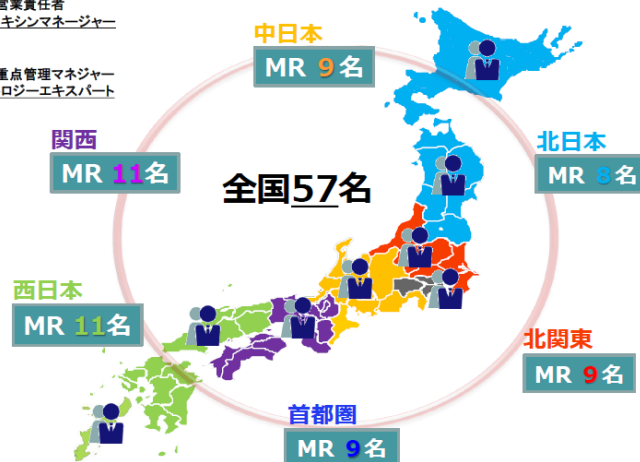 営業責任者
キシンマネージャー
重点管理マネジャー
ロジーエキスパート
中日本
MR 9名
関西
MR 11名
北日本
MR 8名
全国57名
西日本
MR 11名
北関東
MR 9名
首都圏
MR 9名